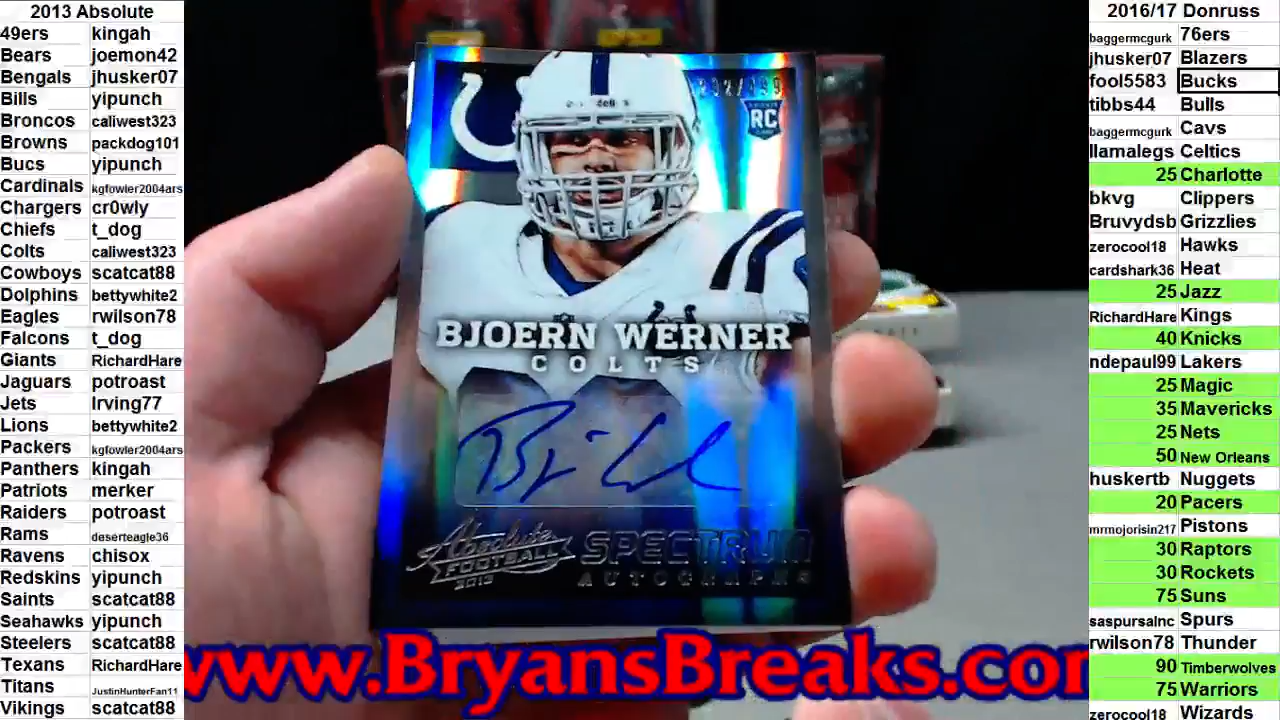 2013 Absolute
49ers kingah
Bears joemon42
Bengals jhusker07
Bills yipunch
Broncos caliwest323
Browns packdog101
Bucs yipunch
Cardinals kgfowler2004ars
Chargers cr0wly
Chiefs t_dog
Colts caliwest323
Cowboys scatcat88
Dolphins bettywhite2
Eagles rwilson78
Falcons t_dog
Giants RichardHare
Jaguars potroast
Jets Irving77
Lions bettywhite2
Packers kgfowler2004ars
Panthers kingah
Patriots merker
Raiders potroast
Rams deserteagle36
Ravens chisox
Redskins yipunch
Saints scatcat88
Seahawks yipunch
Steelers scatcat88
Texans RichardHare
Titans JustinHunterFan11
Vikings scatcat88
RC
BJOERN WERNER
COLTS
Absolute
FOOTBALL
2013
SPECTRUM
AUTOGRAPHS
www.BryansBreaks.com
2016/17 Donruss
baggermcgurk 76ers
jhusker07 Blazers
fool5583 Bucks
tibbs44 Bulls
baggermcgurk Cavs
llamalegs Celtics
25 Charlotte
bkvg Clippers
Bruvydsb Grizzlies
zerocool18 Hawks
cardshark36 Heat
25 Jazz
RichardHare Kings
40 Knicks
ndepaul99 Lakers
25 Magic
35 Mavericks
25 Nets
50 New Orleans
huskertb Nuggets
20 Pacers
mrmojorisin217 Pistons
30 Raptors
30 Rockets
75 Suns
saspursalnc Spurs
rwilson78 Thunder
90 Timberwolves
75 Warriors
zerocool18 Wizards